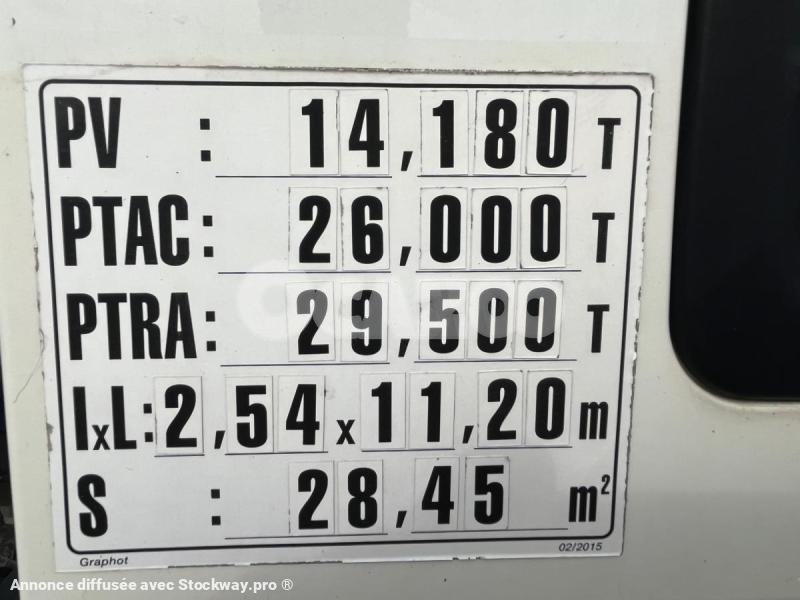 PV : 14,180 T
PTAC: 26,000 T
PTRA: 29,500 T
lxL: 2,54 x 11,20 m
S : 28,45 m²
Graphot 02/2015
Annonce diffusée avec Stockway.pro ®